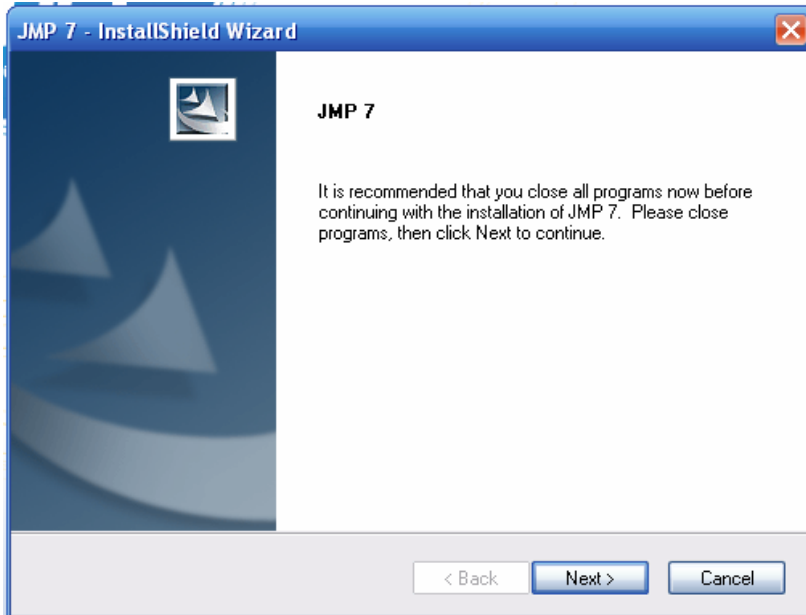 JMP 7 - InstallShield Wizard
JMP 7
It is recommended that you close all programs now before
continuing with the installation of JMP 7.  Please close
programs, then click Next to continue.
< Back
Next >
Cancel